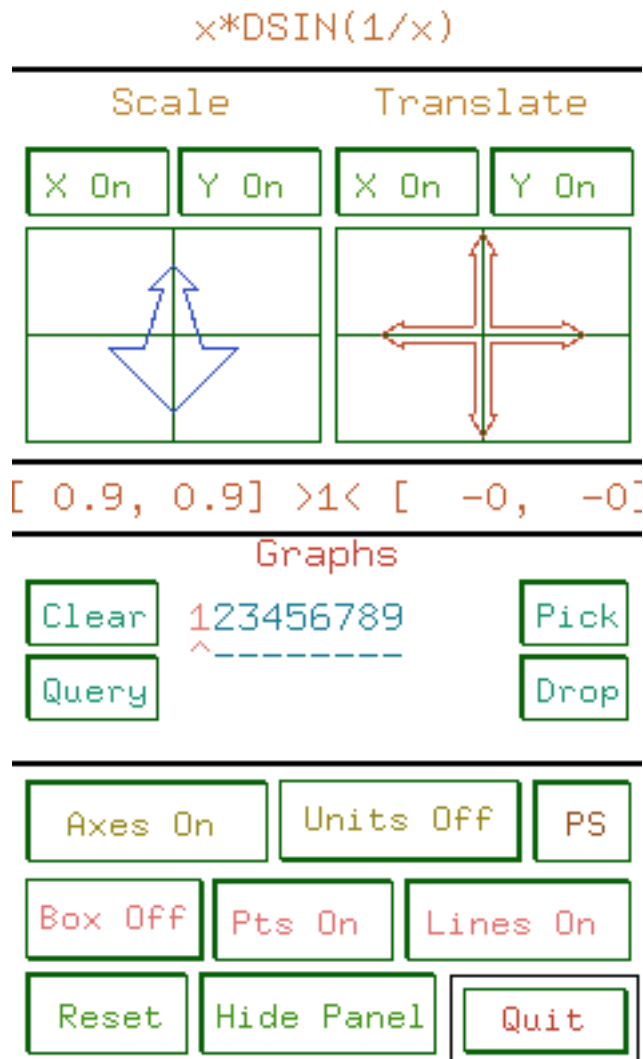 x*DSIN(1/x)
Scale Translate
X On Y On X On Y On
[ 0.9, 0.9] >1< [ -0, -0]
Graphs
Clear 123456789 Pick
^________
Query Drop
Axes On Units Off PS
Box Off Pts On Lines On
Reset Hide Panel Quit